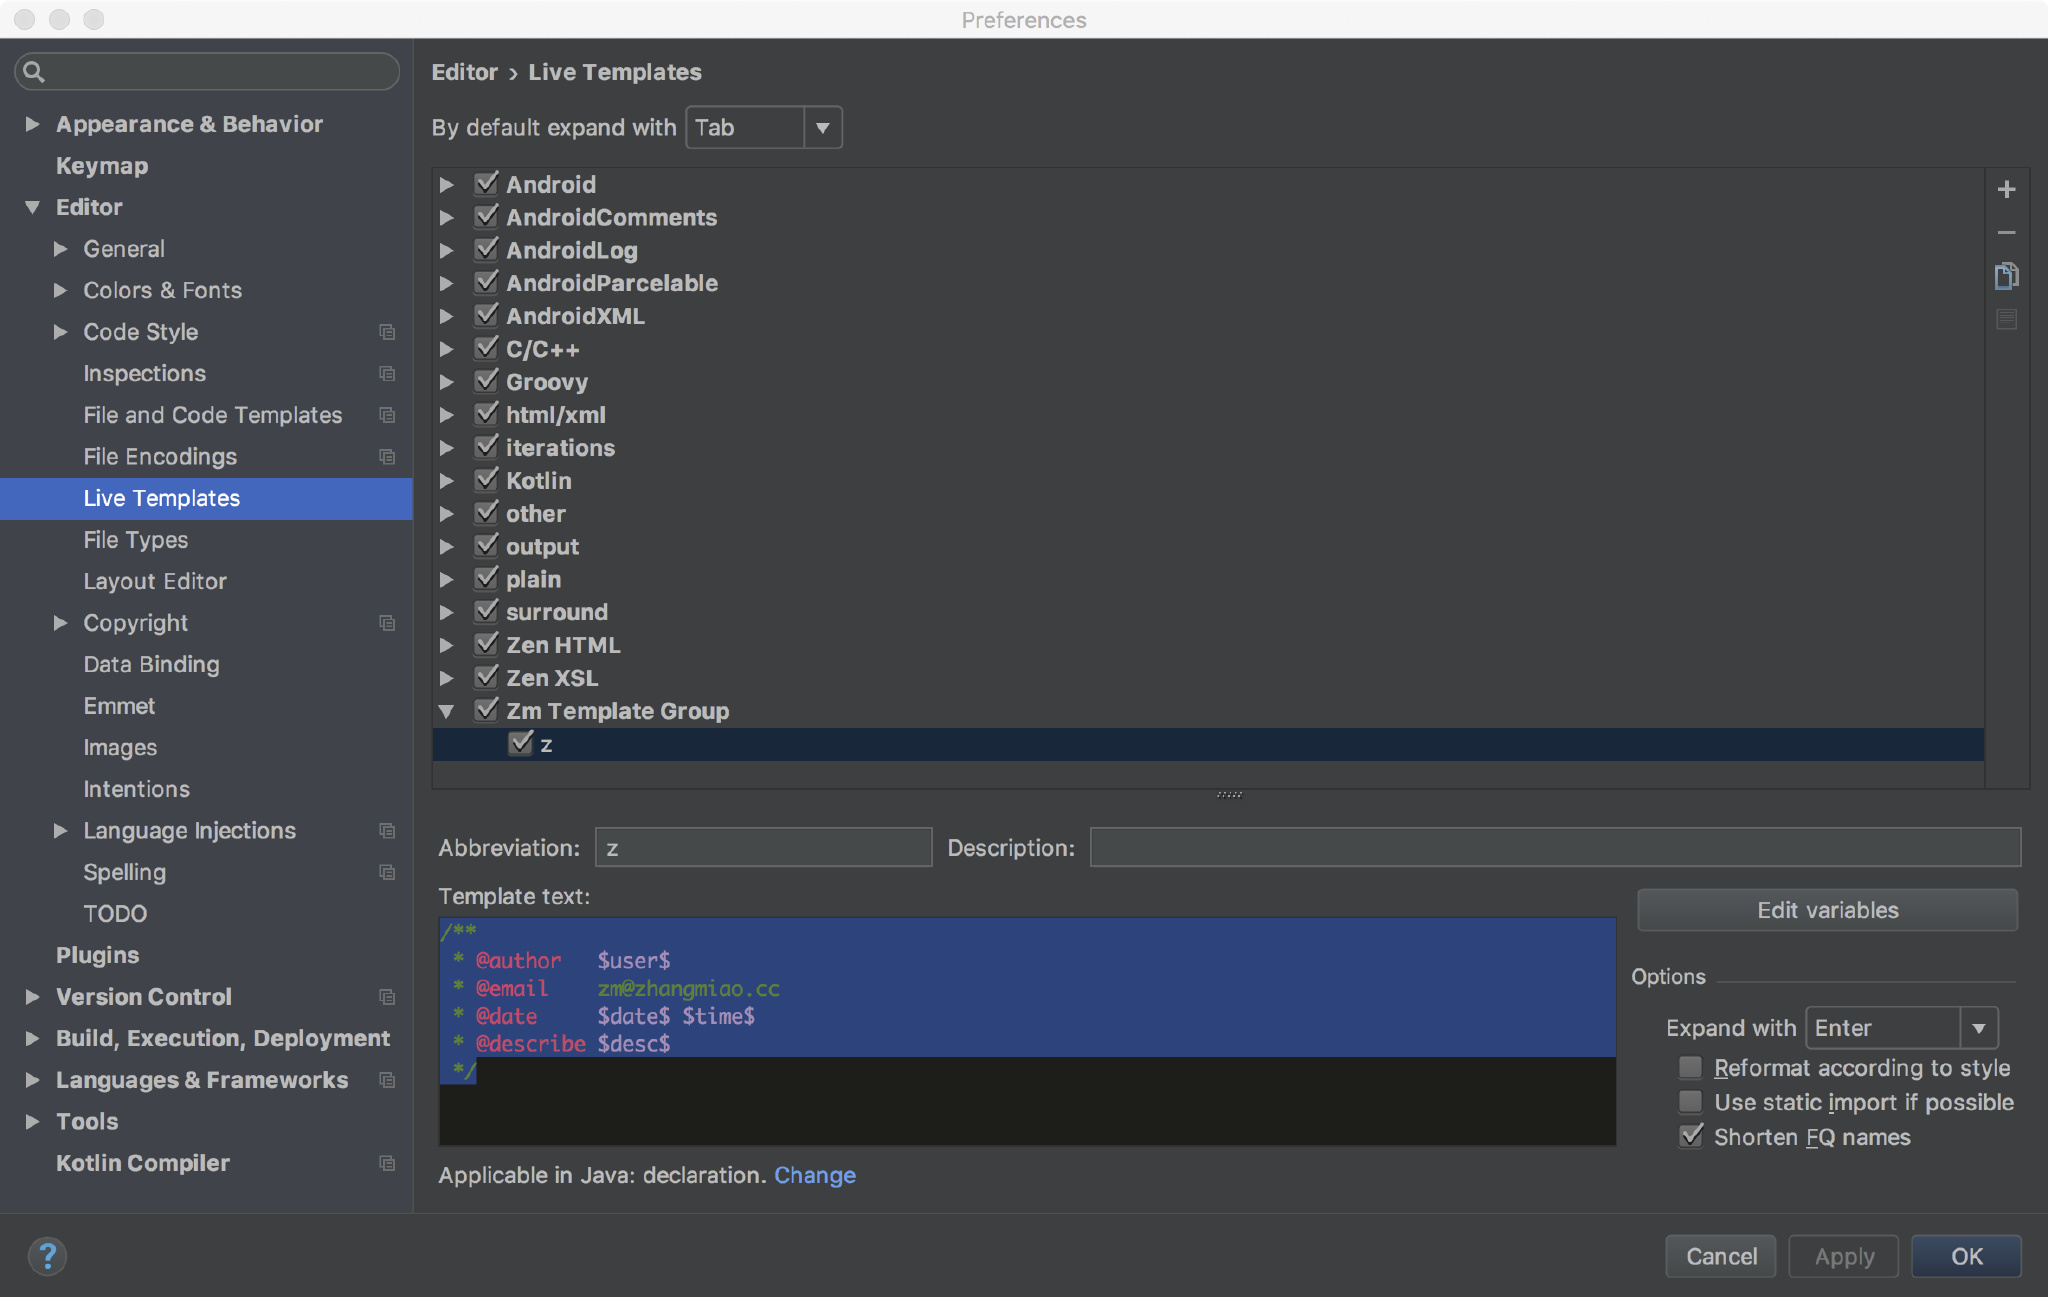 Preferences
Appearance & Behavior
Keymap
Editor
General
Colors & Fonts
Code Style
Inspections
File and Code Templates
File Encodings
Live Templates
File Types
Layout Editor
Copyright
Data Binding
Emmet
Images
Intentions
Language Injections
Spelling
TODO
Plugins
Version Control
Build, Execution, Deployment
Languages & Frameworks
Tools
Kotlin Compiler
Editor › Live Templates
By default expand with Tab
Android
AndroidComments
AndroidLog
AndroidParcelable
AndroidXML
C/C++
Groovy
html/xml
iterations
Kotlin
other
output
plain
surround
Zen HTML
Zen XSL
Zm Template Group
z
Abbreviation: z Description:
Template text:
/**
* @author $user$
* @email zm@zhangmiao.cc
* @date $date$ $time$
* @describe $desc$
*/
Applicable in Java: declaration. Change
Edit variables
Options
Expand with Enter
Reformat according to style
Use static import if possible
Shorten FQ names
?
Cancel Apply OK